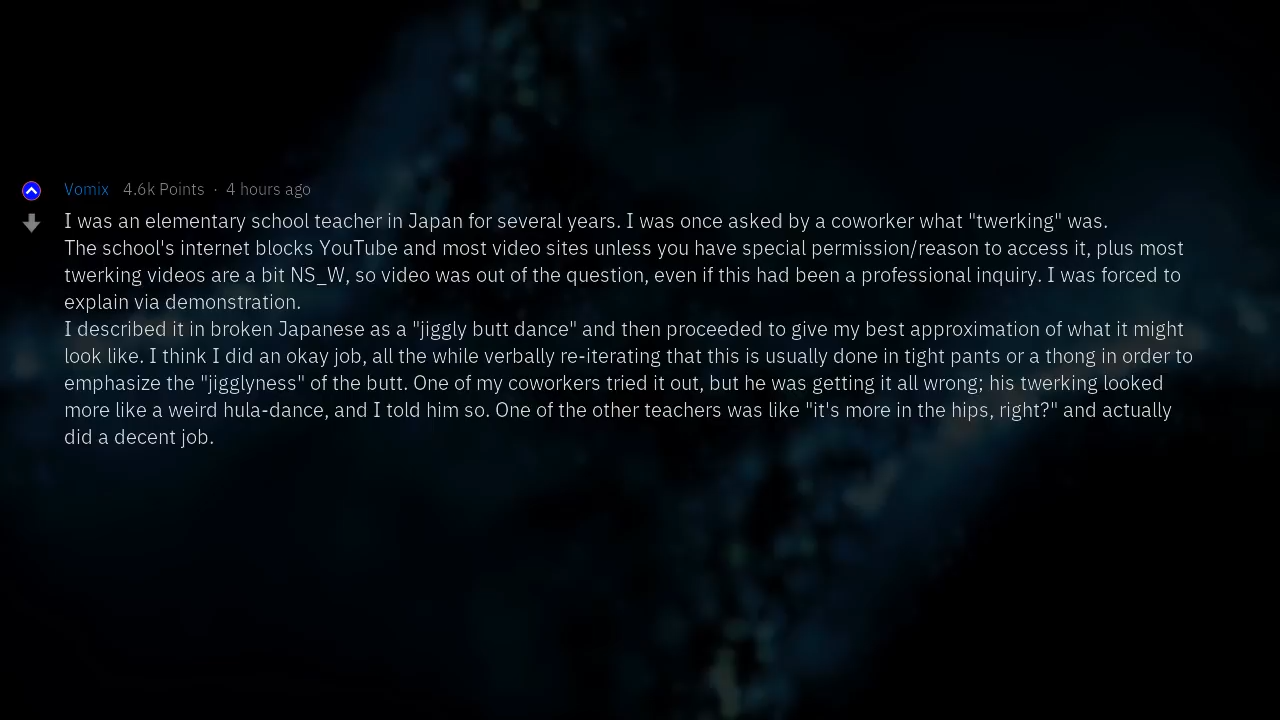 Vomix 4.6k Points · 4 hours ago
I was an elementary school teacher in Japan for several years. I was once asked by a coworker what "twerking" was.
The school's internet blocks YouTube and most video sites unless you have special permission/reason to access it, plus most
twerking videos are a bit NS_W, so video was out of the question, even if this had been a professional inquiry. I was forced to
explain via demonstration.
I described it in broken Japanese as a "jiggly butt dance" and then proceeded to give my best approximation of what it might
look like. I think I did an okay job, all the while verbally re-iterating that this is usually done in tight pants or a thong in order to
emphasize the "jigglyness" of the butt. One of my coworkers tried it out, but he was getting it all wrong; his twerking looked
more like a weird hula-dance, and I told him so. One of the other teachers was like "it's more in the hips, right?" and actually
did a decent job.